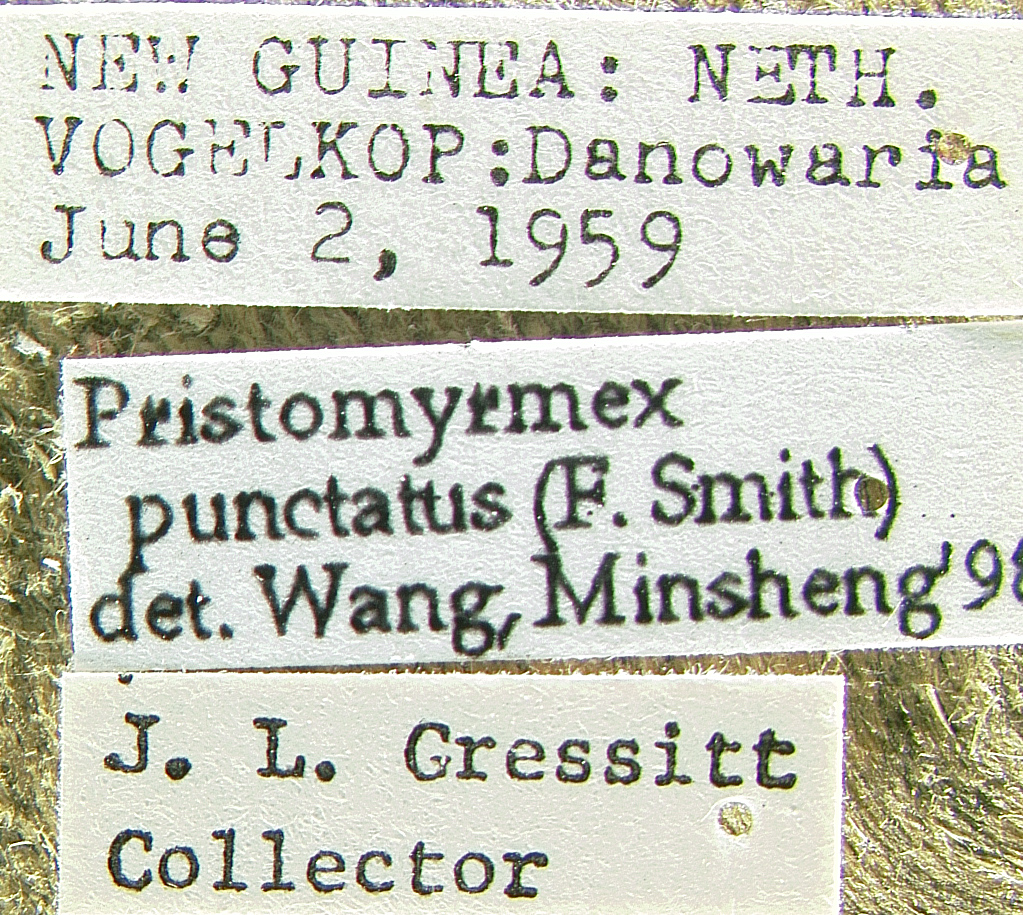 NEW GUINEA: NETH.
VOGELKOP:Danowaria
June 2, 1959
Pristomyrmex
punctatus (F. Smith)
det. Wang, Minsheng
J. L. Gressitt
Collector